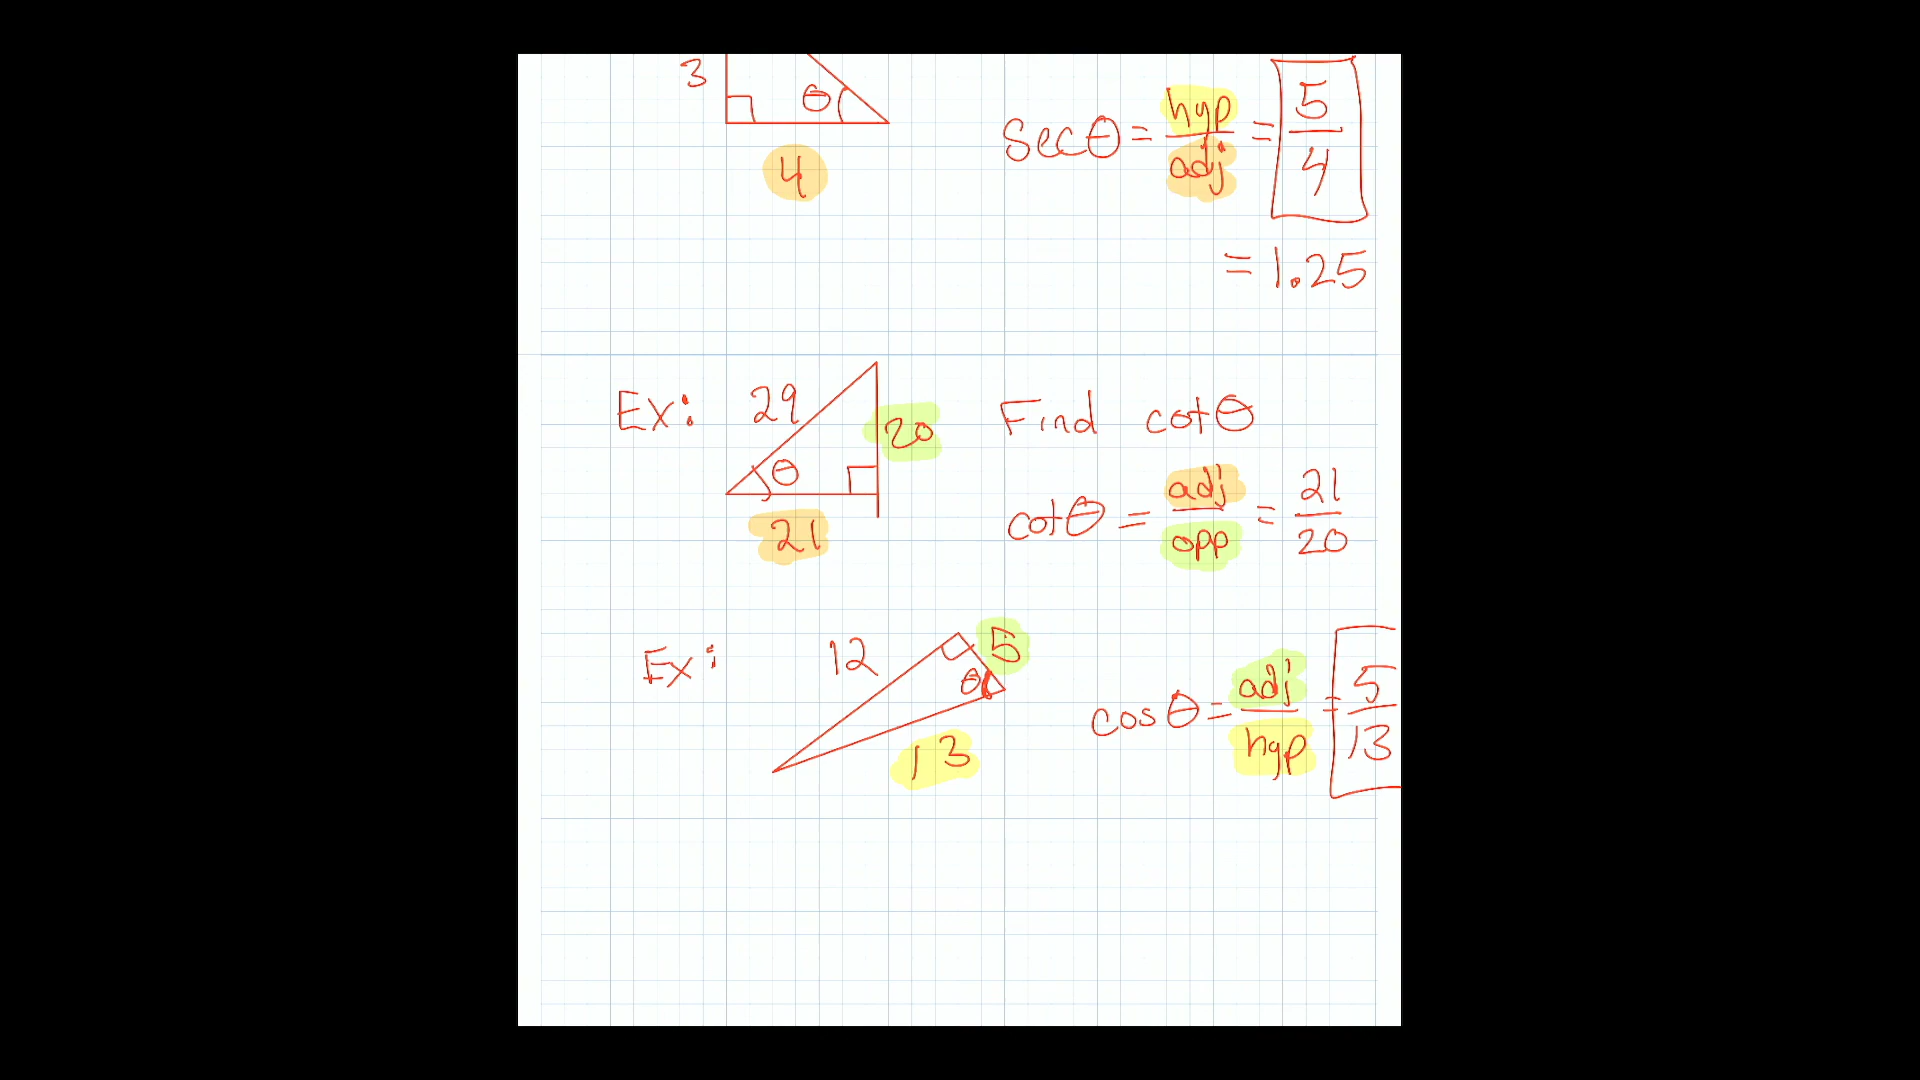 3
θ
4
secθ = hyp/adj = 5/4
= 1.25
Ex: 29 20 θ 21
Find cotθ
cotθ = adj/opp = 21/20
Ex: 12 5 θ 13
cosθ = adj/hyp = 5/13